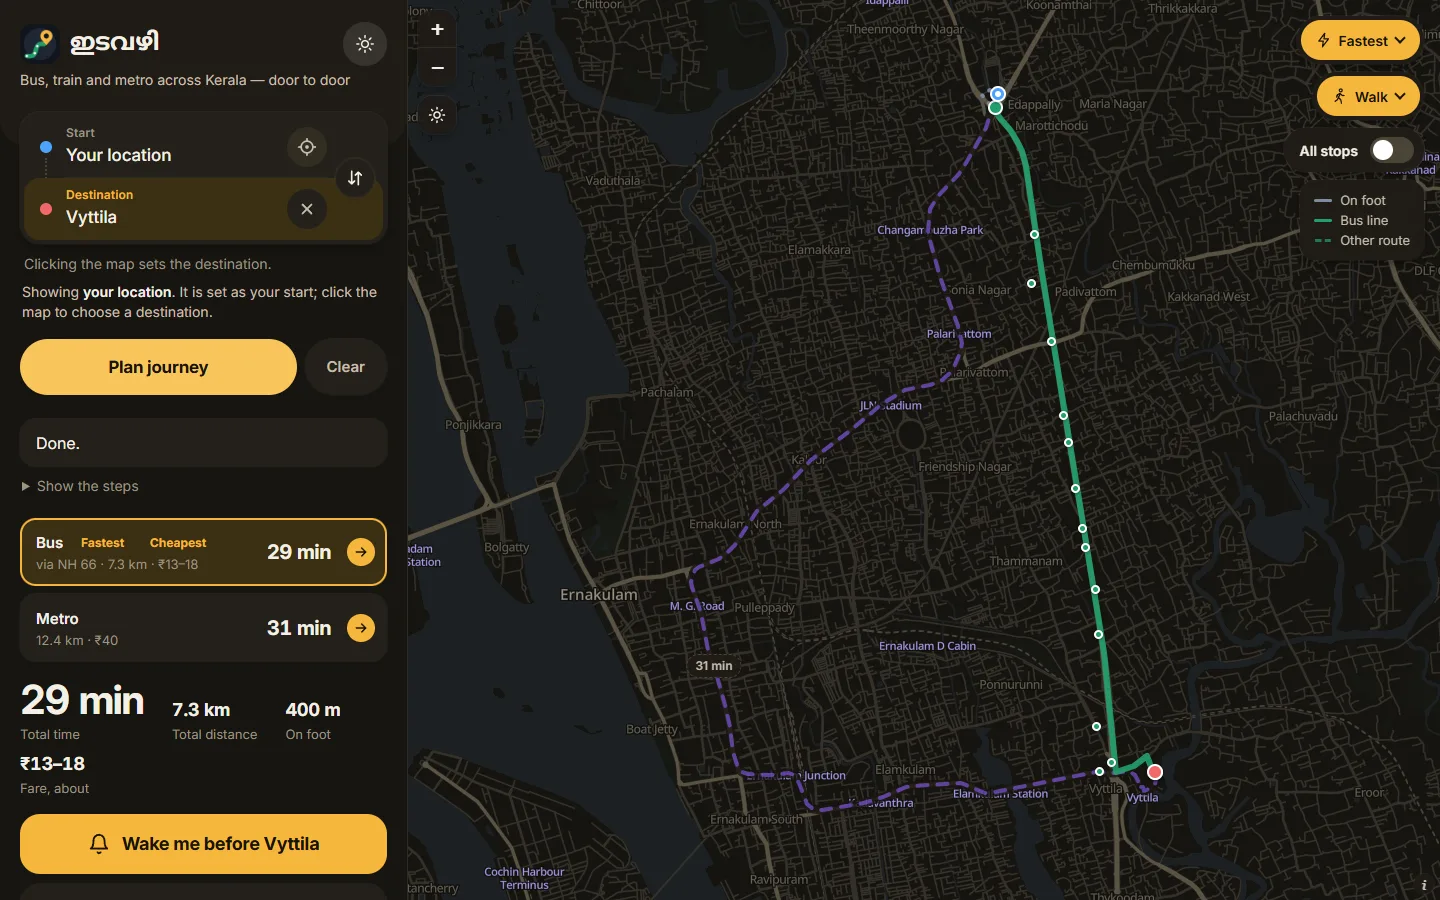 ഇടവഴി
Bus, train and metro across Kerala — door to door
Start
Your location
Destination
Vyttila
Clicking the map sets the destination.
Showing your location. It is set as your start; click the
map to choose a destination.
Plan journey
Clear
Done.
Show the steps
Bus Fastest Cheapest
29 min
via NH 66 · 7.3 km · ₹13–18
Metro
31 min
12.4 km · ₹40
29 min
Total time
7.3 km
Total distance
400 m
On foot
₹13–18
Fare, about
Wake me before Vyttila
+
−
Fastest
Walk
All stops
On foot
Bus line
Other route
Chittoor
Koonamthai
Thrikkakkara
Theenmoorthy Nagar
Edappally
Maria Nagar
Marottichodu
Vaduthala
Elamakkara
Chembumukku
Padivattom
Kakkanad West
Pachalam
JLN Stadium
Ponjikkara
Palachuvadu
Friendship Nagar
Ernakulam North
Bolgatty
Station
Thammanam
Ernakulam
M. G. Road
Pulleppady
Ernakulam D Cabin
31 min
Ponnurunni
Boat Jetty
Junction
Elamkulam
Station
Vyttila
Vyttila
Eroor
Ernakulam South
Cochin Harbour
Terminus
Ravipuram
Thykoodam
i